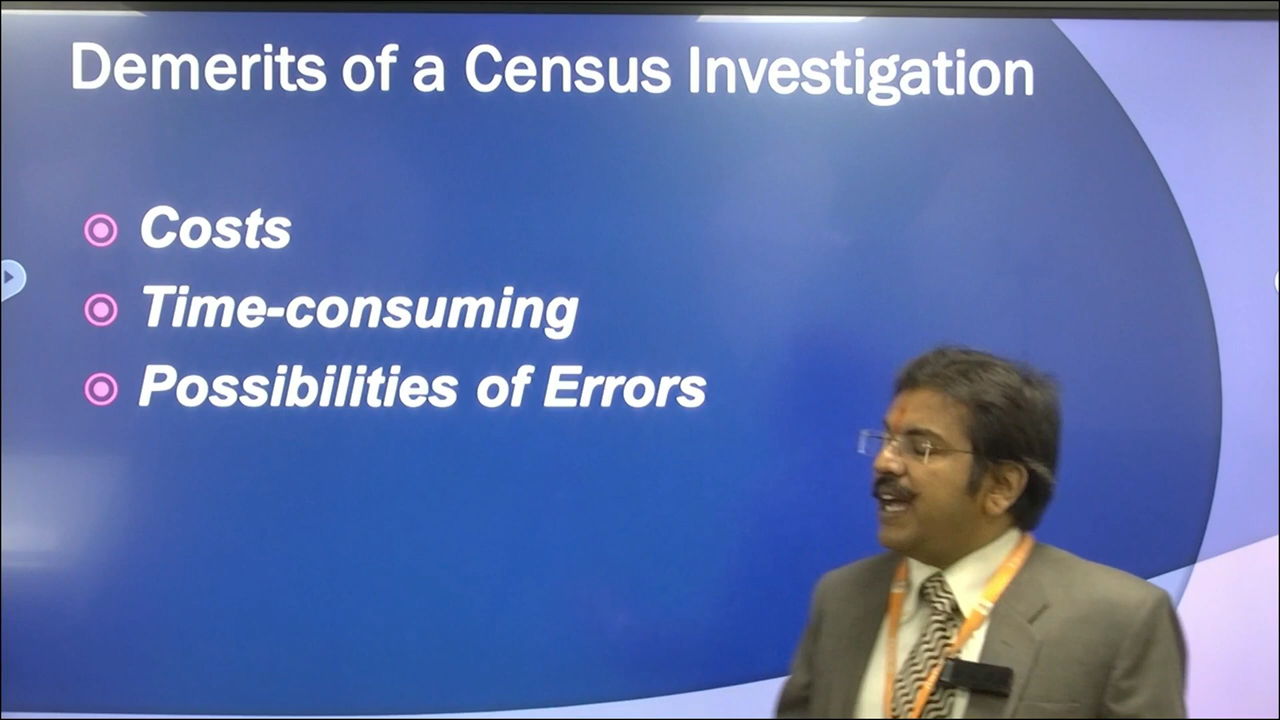 Demerits of a Census Investigation
Costs
Time-consuming
Possibilities of Errors